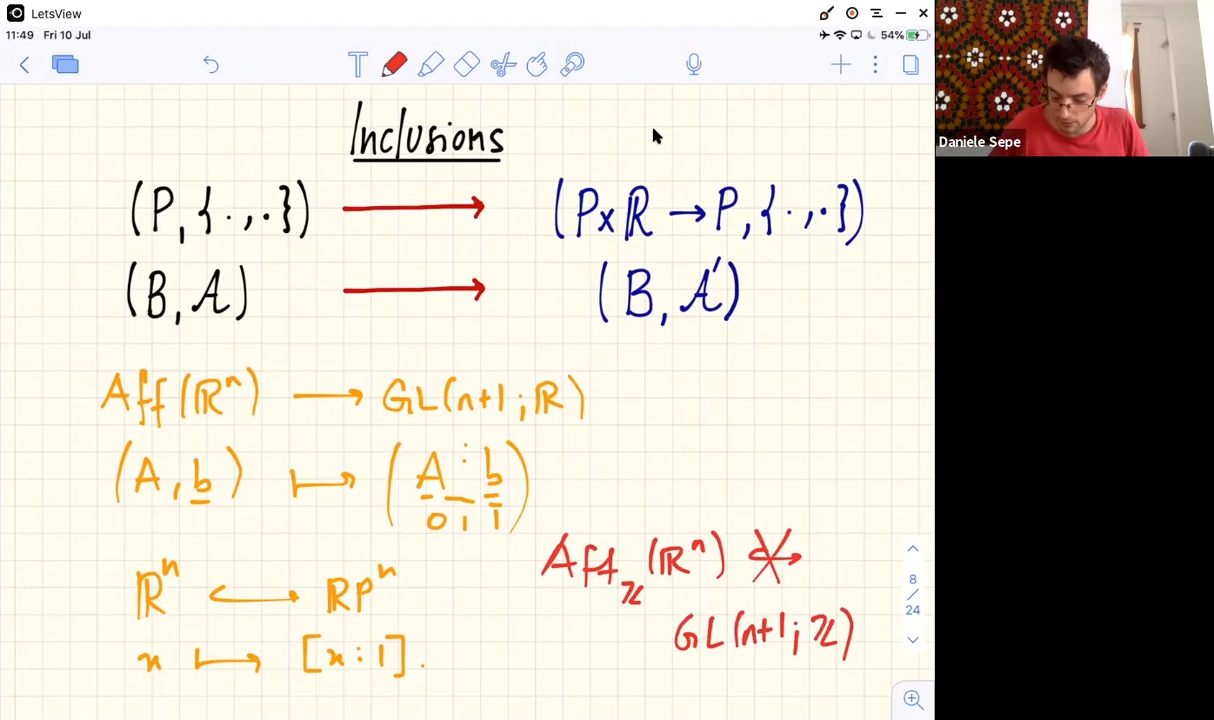 LetsView
11:49 Fri 10 Jul 54%
Inclusions
(P, {·,·}) → (P×ℝ → P, {·,·})
(B, 𝒜) → (B, 𝒜')
Aff(ℝⁿ) → GL(n+1; ℝ)
(A, b) ↦ (A ⋮ b
0 ⋮ 1)
ℝⁿ ↪ ℝPⁿ
x ↦ [x : 1].
Aff_ℤ(ℝⁿ) ↪̸
GL(n+1; ℤ)
8
/
24
T
Daniele Sepe